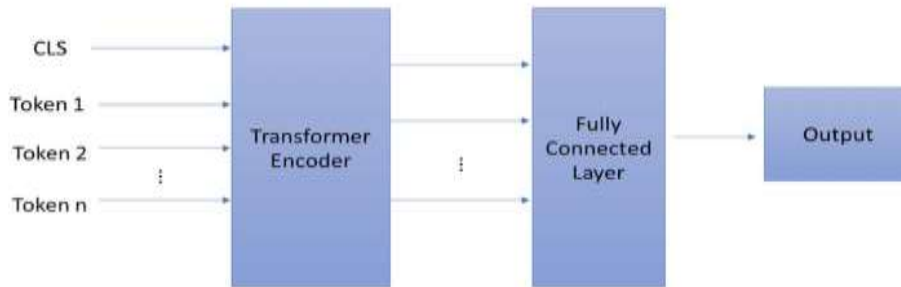 CLS
Token 1
Token 2
⋮
Token n
Transformer
Encoder
⋮
Fully
Connected
Layer
Output